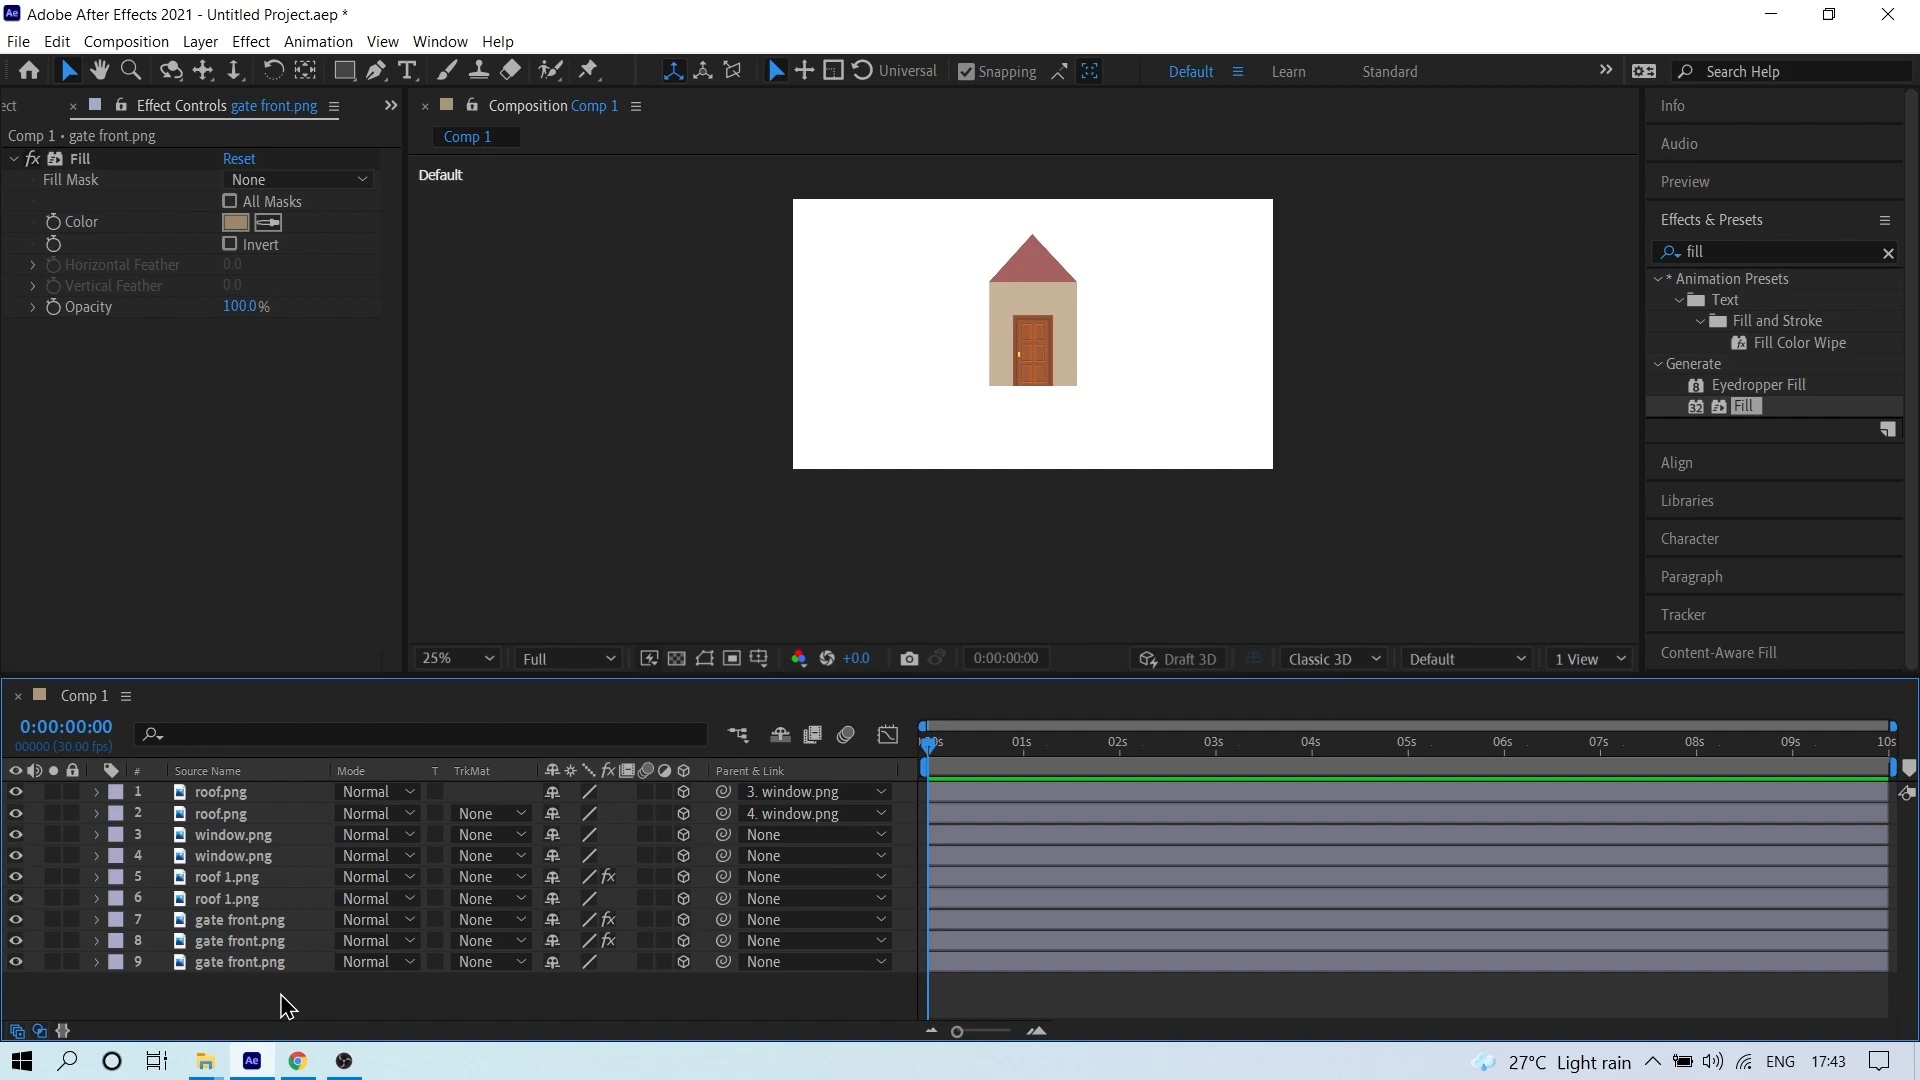 Adobe After Effects 2021 - Untitled Project.aep *
File Edit Composition Layer Effect Animation View Window Help
Universal Snapping Default Learn Standard Search Help
ect Effect Controls gate front.png
Comp 1 • gate front.png
fx Fill Reset
Fill Mask None
All Masks
Color
Invert
Horizontal Feather 0.0
Vertical Feather 0.0
Opacity 100.0%
Composition Comp 1
Comp 1
Default
25% Full +0.0 0:00:00:00 Draft 3D Classic 3D Default 1 View
Info
Audio
Preview
Effects & Presets
fill
* Animation Presets
Text
Fill and Stroke
Fill Color Wipe
Generate
8 Eyedropper Fill
32 Fill
Align
Libraries
Character
Paragraph
Tracker
Content-Aware Fill
Comp 1
0:00:00:00
00000 (30.00 fps)
00s 01s 02s 03s 04s 05s 06s 07s 08s 09s 10s
# Source Name Mode T TrkMat fx Parent & Link
1 roof.png Normal 3. window.png
2 roof.png Normal None 4. window.png
3 window.png Normal None None
4 window.png Normal None None
5 roof 1.png Normal None fx None
6 roof 1.png Normal None None
7 gate front.png Normal None fx None
8 gate front.png Normal None fx None
9 gate front.png Normal None None
Ae 27°C Light rain ENG 17:43